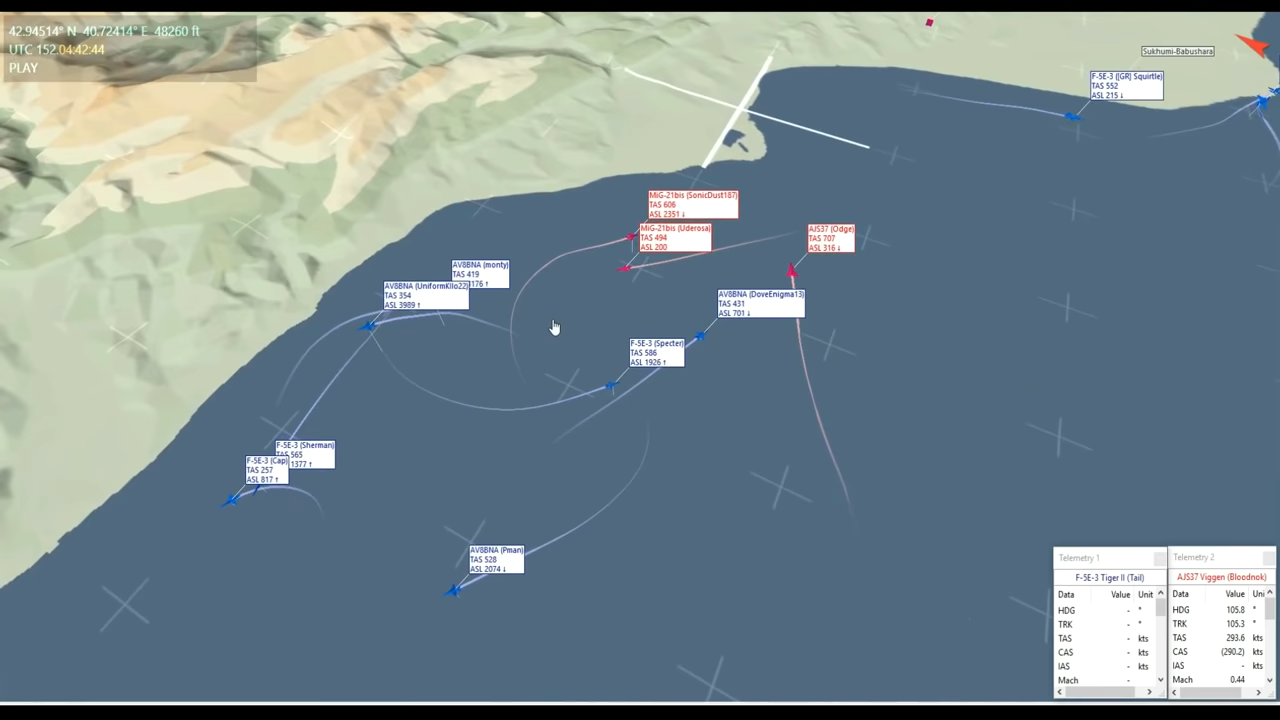 42.94514° N 40.72414° E 48260 ft
UTC 152.04:42:44
PLAY
Sukhumi-Babushara
F-5E-3 ([GR] Squirtle)
TAS 552
ASL 215 ↓
MiG-21bis (SonicDust187)
TAS 606
ASL 2351 ↓
MiG-21bis (Uderosa)
TAS 494
ASL 200
AJS37 (Odge)
TAS 707
ASL 316 ↓
AV8BNA (monty)
TAS 419
1176 ↑
AV8BNA (UniformKilo22)
TAS 354
ASL 3989 ↑
AV8BNA (DoveEnigma13)
TAS 431
ASL 701 ↓
F-5E-3 (Specter)
TAS 586
ASL 1926 ↑
F-5E-3 (Sherman)
TAS 565
1377 ↑
F-5E-3 (Cap)
TAS 257
ASL 817 ↑
AV8BNA (Pman)
TAS 528
ASL 2074 ↓
Telemetry 1
F-5E-3 Tiger II (Tail)
Data Value Unit
HDG - °
TRK - °
TAS - kts
CAS - kts
IAS - kts
Mach -
Telemetry 2
AJS37 Viggen (Bloodnok)
Data Value Uni
HDG 105.8 °
TRK 105.3 °
TAS 293.6 kts
CAS (290.2) kts
IAS - kts
Mach 0.44